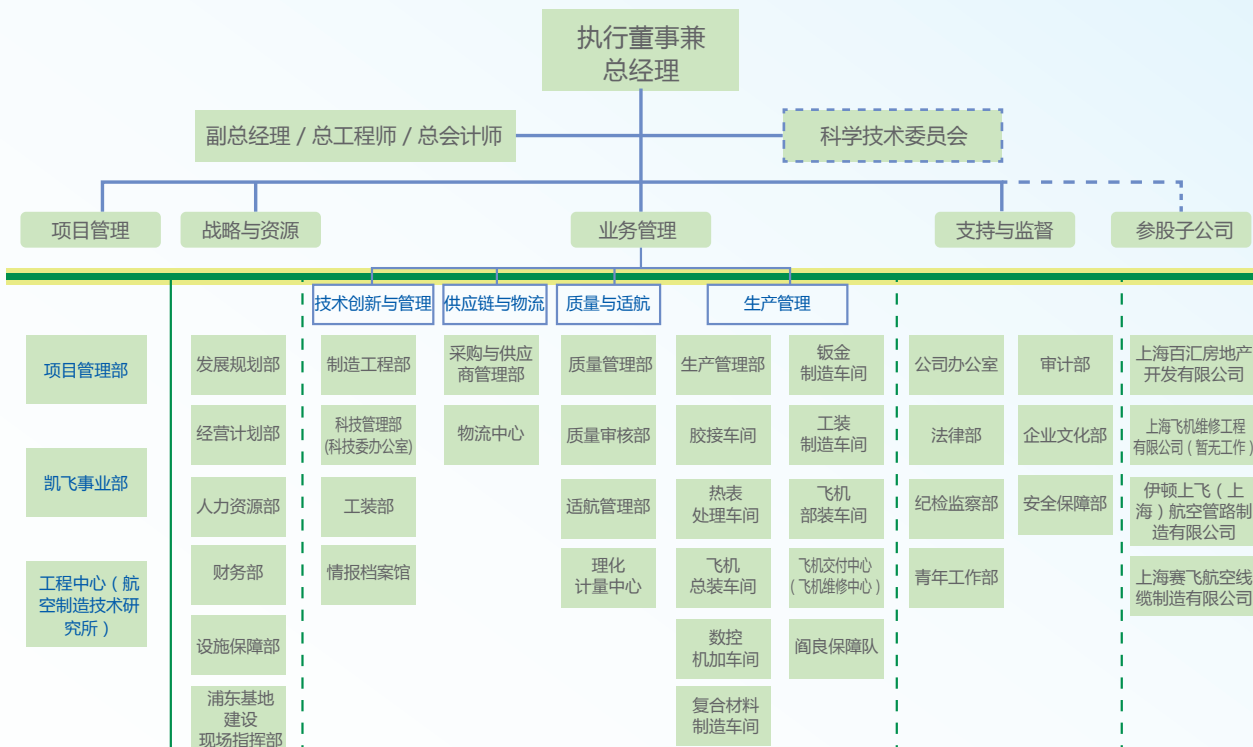 执行董事兼
总经理
副总经理 / 总工程师 / 总会计师
科学技术委员会
项目管理
战略与资源
业务管理
支持与监督
参股子公司
技术创新与管理
供应链与物流
质量与适航
生产管理
项目管理部
凯飞事业部
工程中心（航
空制造技术研
究所）
发展规划部
经营计划部
人力资源部
财务部
设施保障部
浦东基地
建设
现场指挥部
制造工程部
科技管理部
(科技委办公室)
工装部
情报档案馆
采购与供应
商管理部
物流中心
质量管理部
质量审核部
适航管理部
理化
计量中心
生产管理部
胶接车间
热表
处理车间
飞机
总装车间
数控
机加车间
复合材料
制造车间
钣金
制造车间
工装
制造车间
飞机
部装车间
飞机交付中心
（飞机维修中心）
阎良保障队
公司办公室
法律部
纪检监察部
青年工作部
审计部
企业文化部
安全保障部
上海百汇房地产
开发有限公司
上海飞机维修工程
有限公司（暂无工作）
伊顿上飞（上
海）航空管路制
造有限公司
上海赛飞航空线
缆制造有限公司